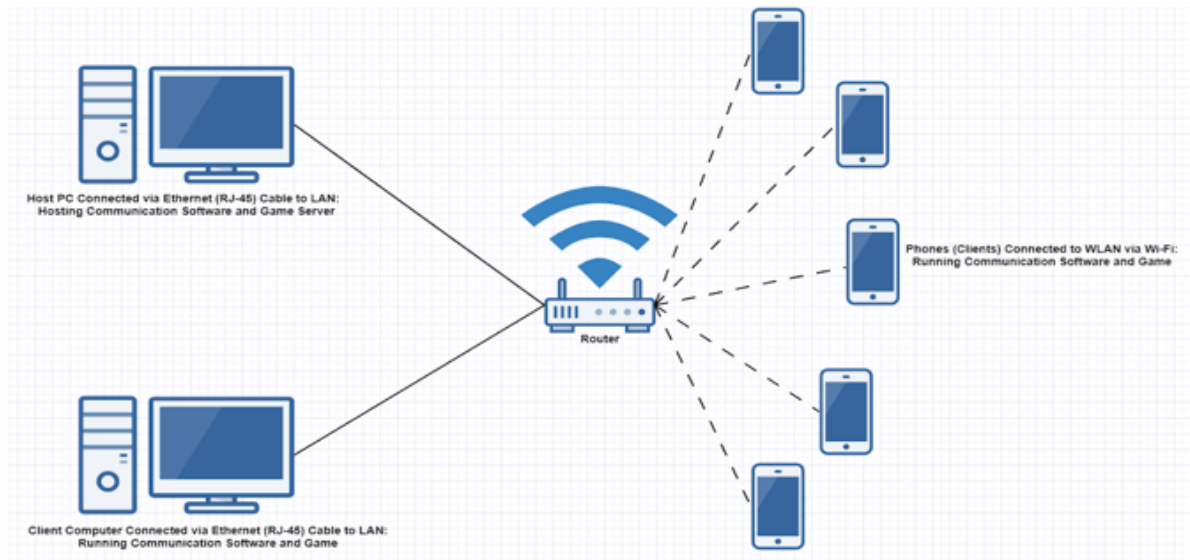 Host PC Connected via Ethernet (RJ-45) Cable to LAN:
Hosting Communication Software and Game Server
Phones (Clients) Connected to WLAN via Wi-Fi:
Running Communication Software and Game
Router
Client Computer Connected via Ethernet (RJ-45) Cable to LAN:
Running Communication Software and Game